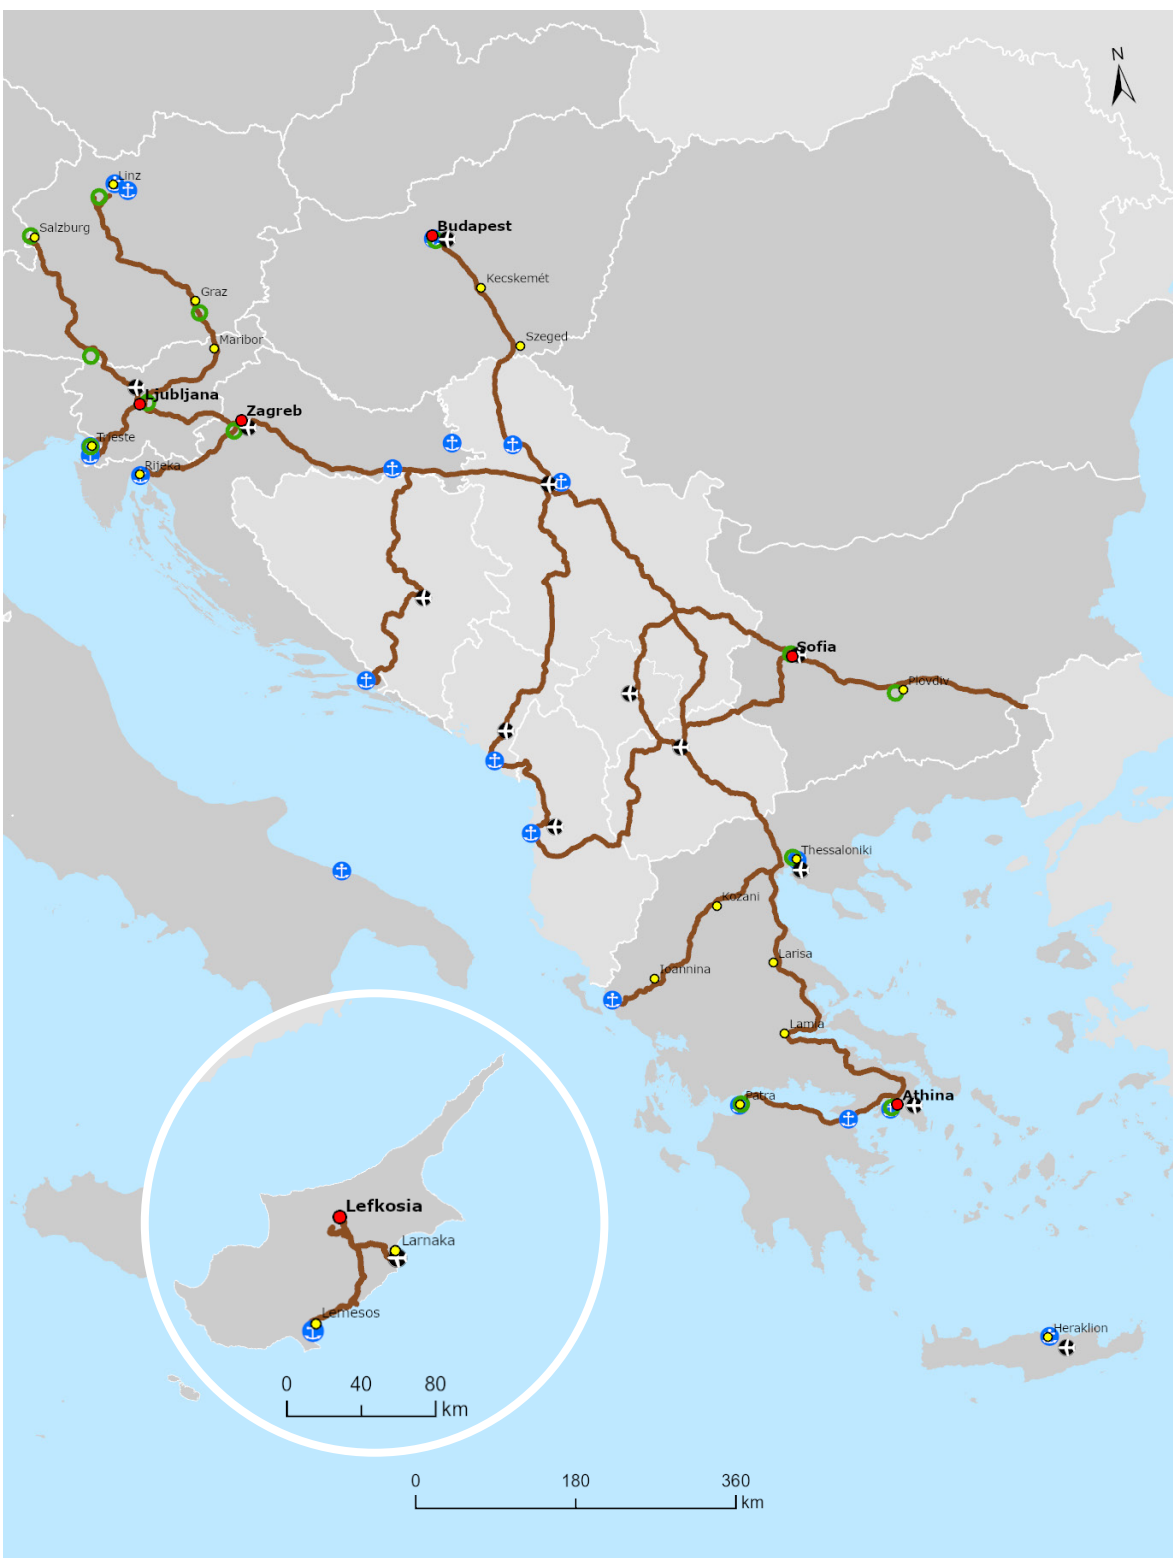 N
Linz
Salzburg
Budapest
Kecskemét
Graz
Szeged
Maribor
Ljubljana
Zagreb
Trieste
Rijeka
Sofia
Plovdiv
Thessaloniki
Kozani
Larisa
Ioannina
Lamia
Patra
Athina
Lefkosia
Larnaka
Lemesos
Heraklion
0 40 80
km
0 180 360
km